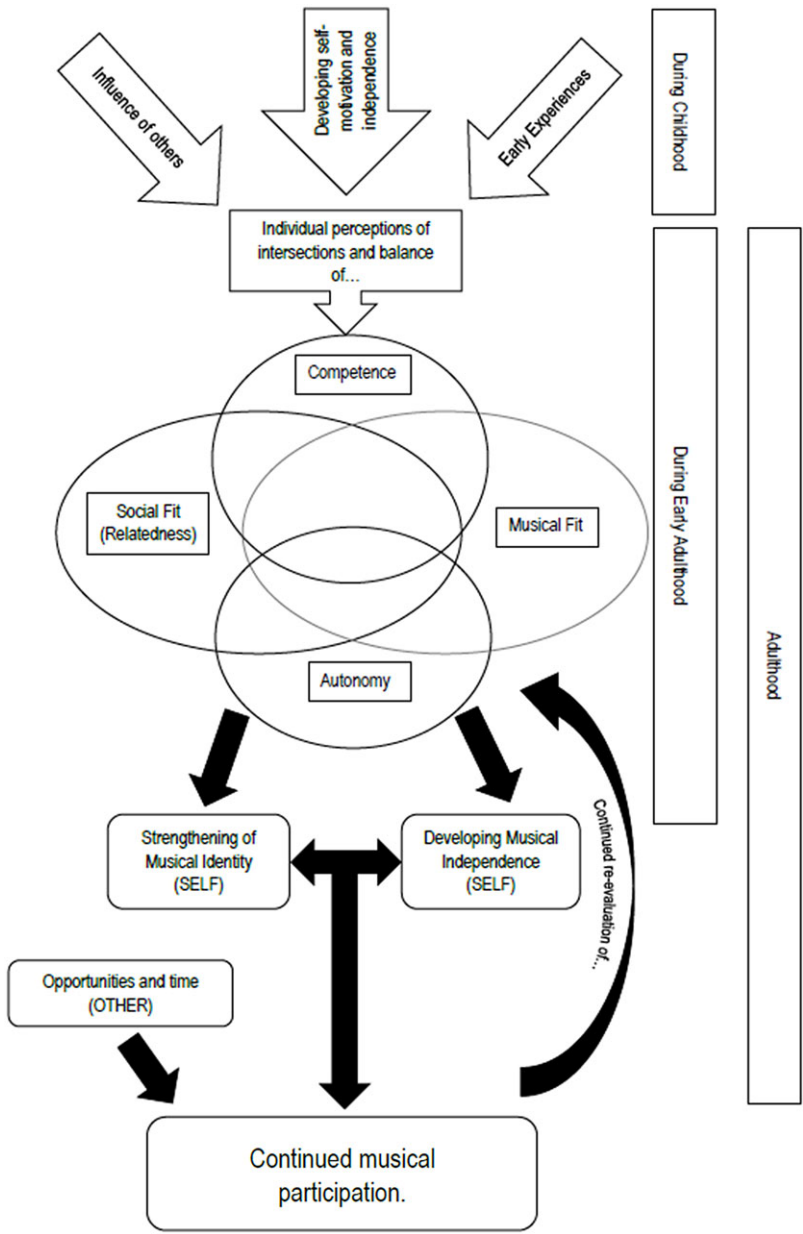 Influence of others
Developing self-
motivation and
independence
Early Experiences
During Childhood
Individual perceptions of
intersections and balance
of...
Competence
Social Fit
(Relatedness)
Musical Fit
During Early Adulthood
Adulthood
Autonomy
Strengthening of
Musical Identity
(SELF)
Developing Musical
Independence
(SELF)
Continued re-evaluation of...
Opportunities and time
(OTHER)
Continued musical
participation.